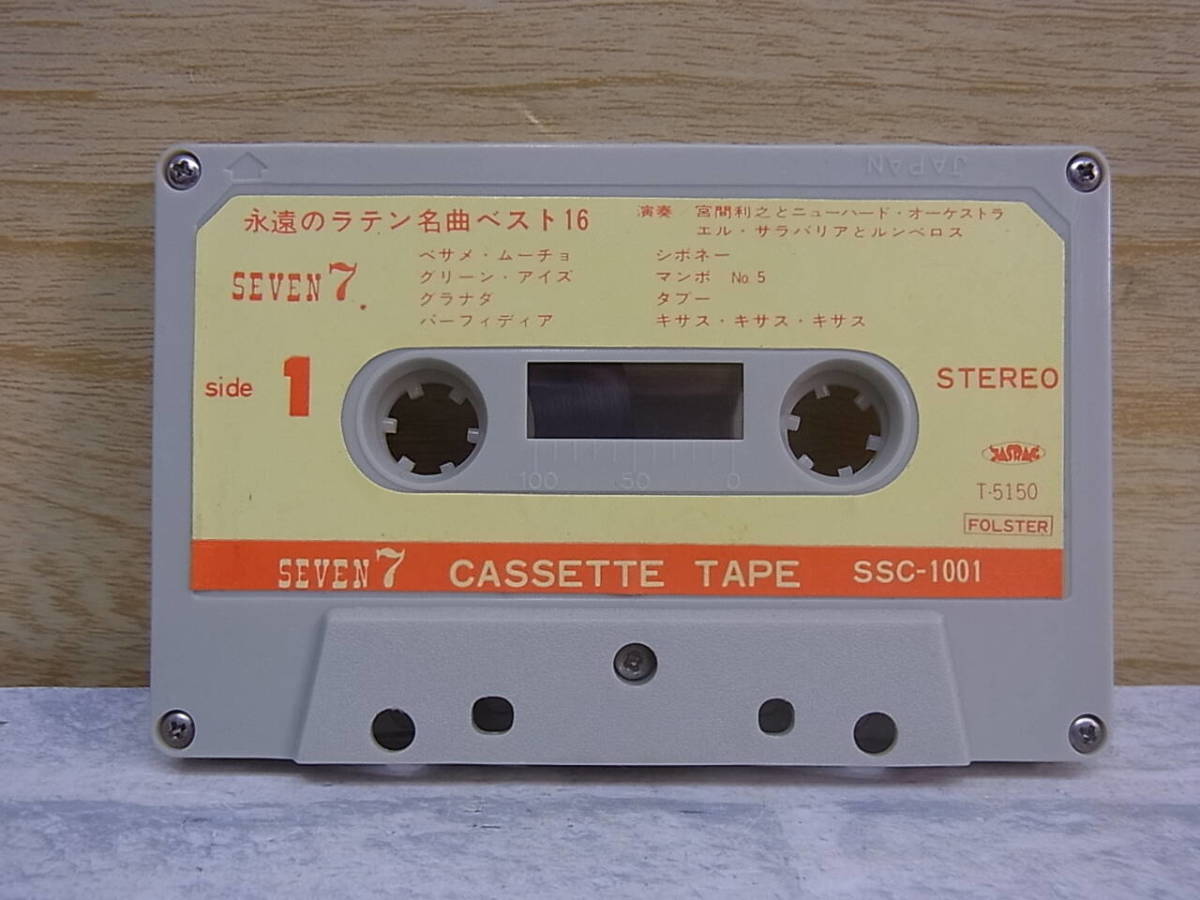 JAPAN
永遠のラテン名曲ベスト16
演奏 宮間利之とニューハード・オーケストラ
エル・サラバリアとルンベロス
SEVEN 7
ベサメ・ムーチョ
グリーン・アイズ
グラナダ
パーフィディア
シボネー
マンボ No. 5
タブー
キサス・キサス・キサス
side 1
STEREO
100 50 0
JASRAC
T-5150
FOLSTER
SEVEN 7 CASSETTE TAPE SSC-1001